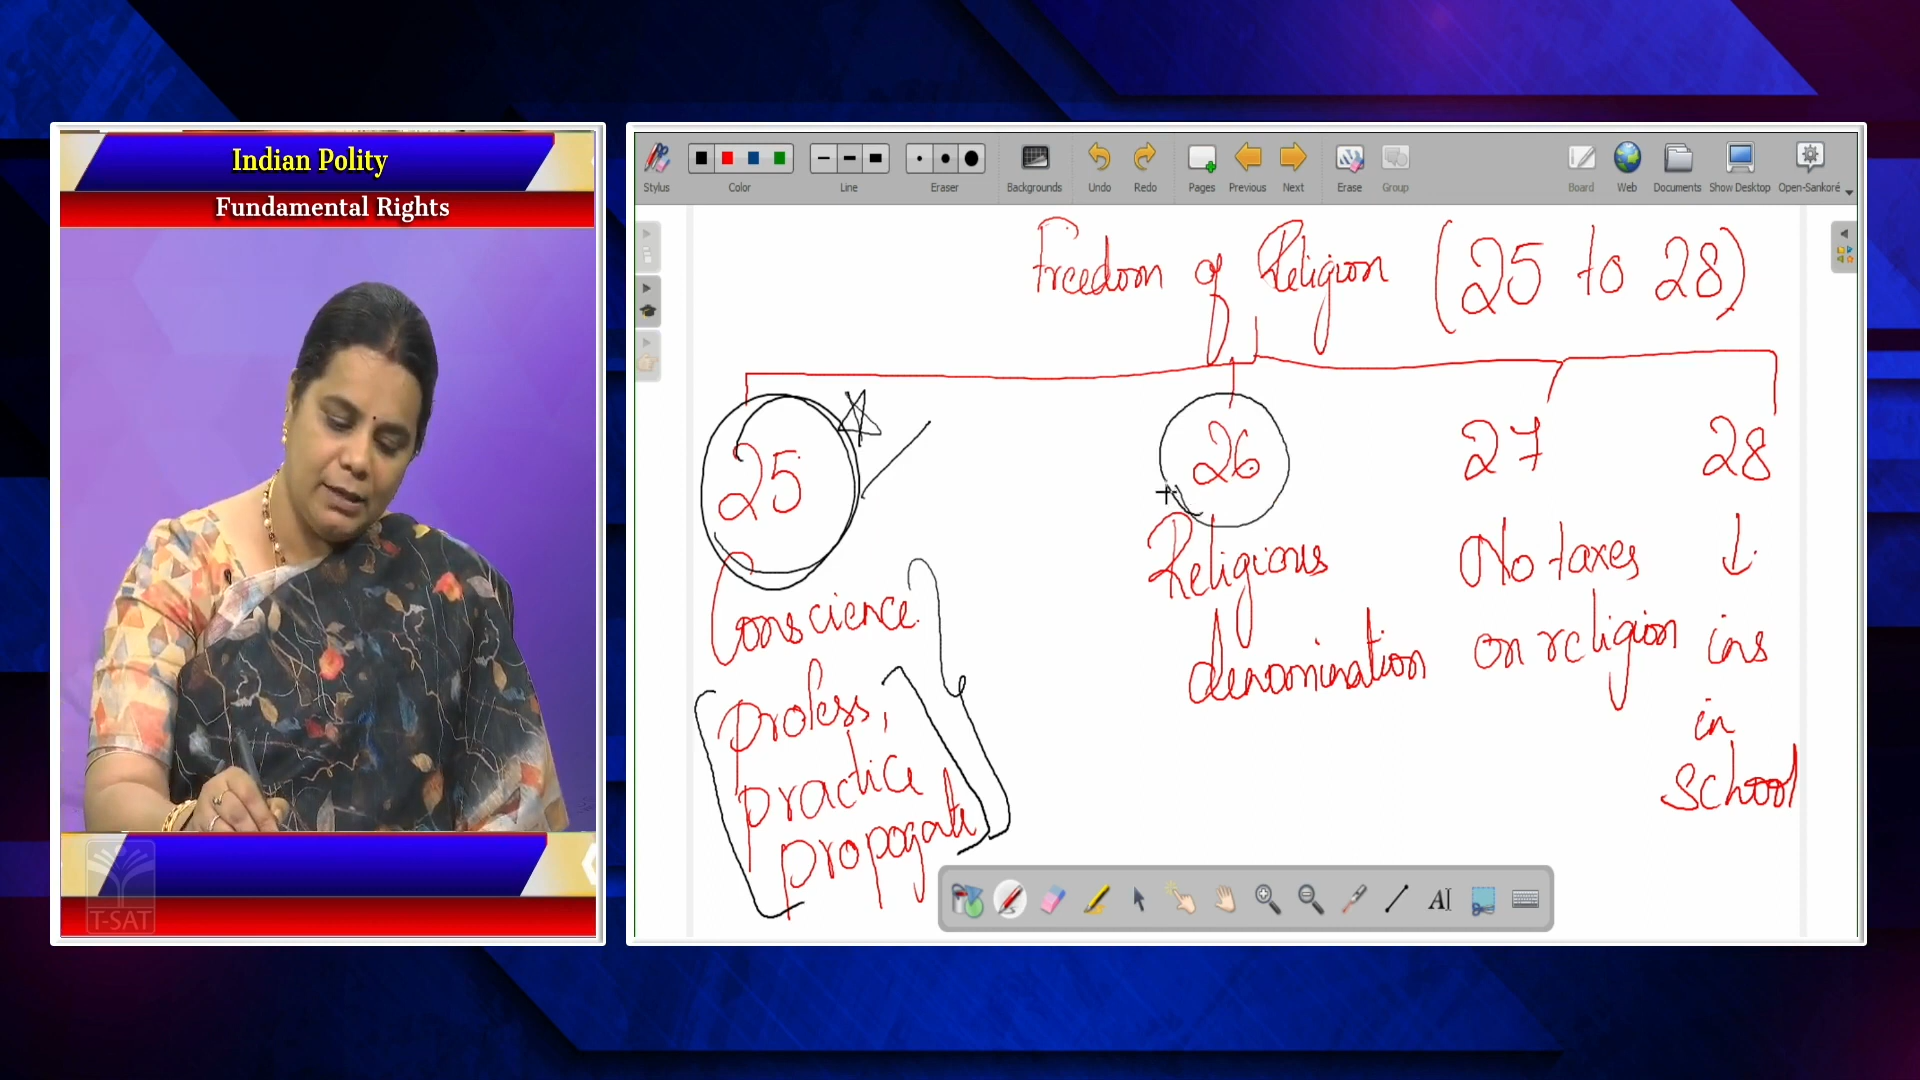 Indian Polity
Fundamental Rights
T-SAT
Stylus
Color
Line
Eraser
Backgrounds
Undo
Redo
Pages
Previous
Next
Erase
Group
Board
Web
Documents
Show Desktop
Open-Sankoré
Freedom of Religion (25 to 28)
25
Conscience
profess,
practice
propogate
26
Religious
denomination
27
No taxes
on religion
28
ins
in
school